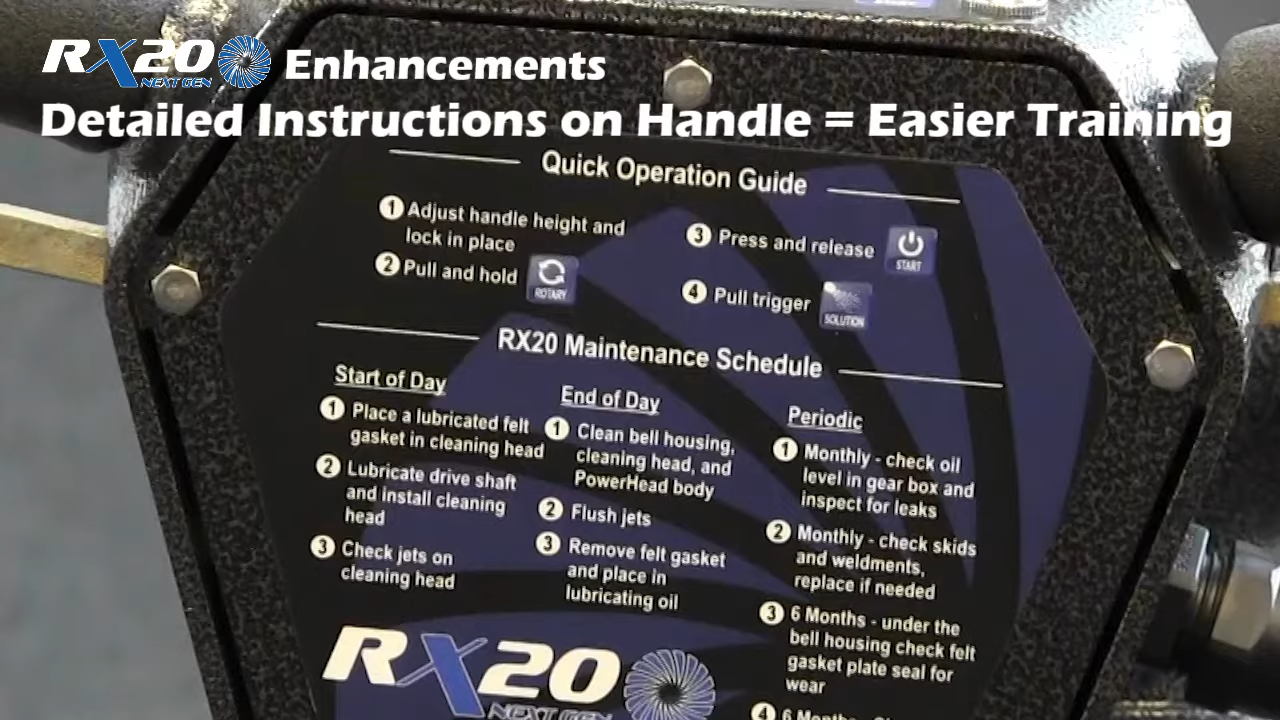 RX20 NEXT GEN Enhancements
Detailed Instructions on Handle = Easier Training
Quick Operation Guide
1 Adjust handle height and
lock in place
2 Pull and hold
ROTARY
3 Press and release
START
4 Pull trigger
SOLUTION
RX20 Maintenance Schedule
Start of Day
1 Place a lubricated felt
gasket in cleaning head
2 Lubricate drive shaft
and install cleaning
head
3 Check jets on
cleaning head
End of Day
1 Clean bell housing,
cleaning head, and
PowerHead body
2 Flush jets
3 Remove felt gasket
and place in
lubricating oil
Periodic
1 Monthly - check oil
level in gear box and
inspect for leaks
2 Monthly - check skids
and weldments,
replace if needed
3 6 Months - under the
bell housing check felt
gasket plate seal for
wear
4 6 Months -
RX20
NEXT GEN